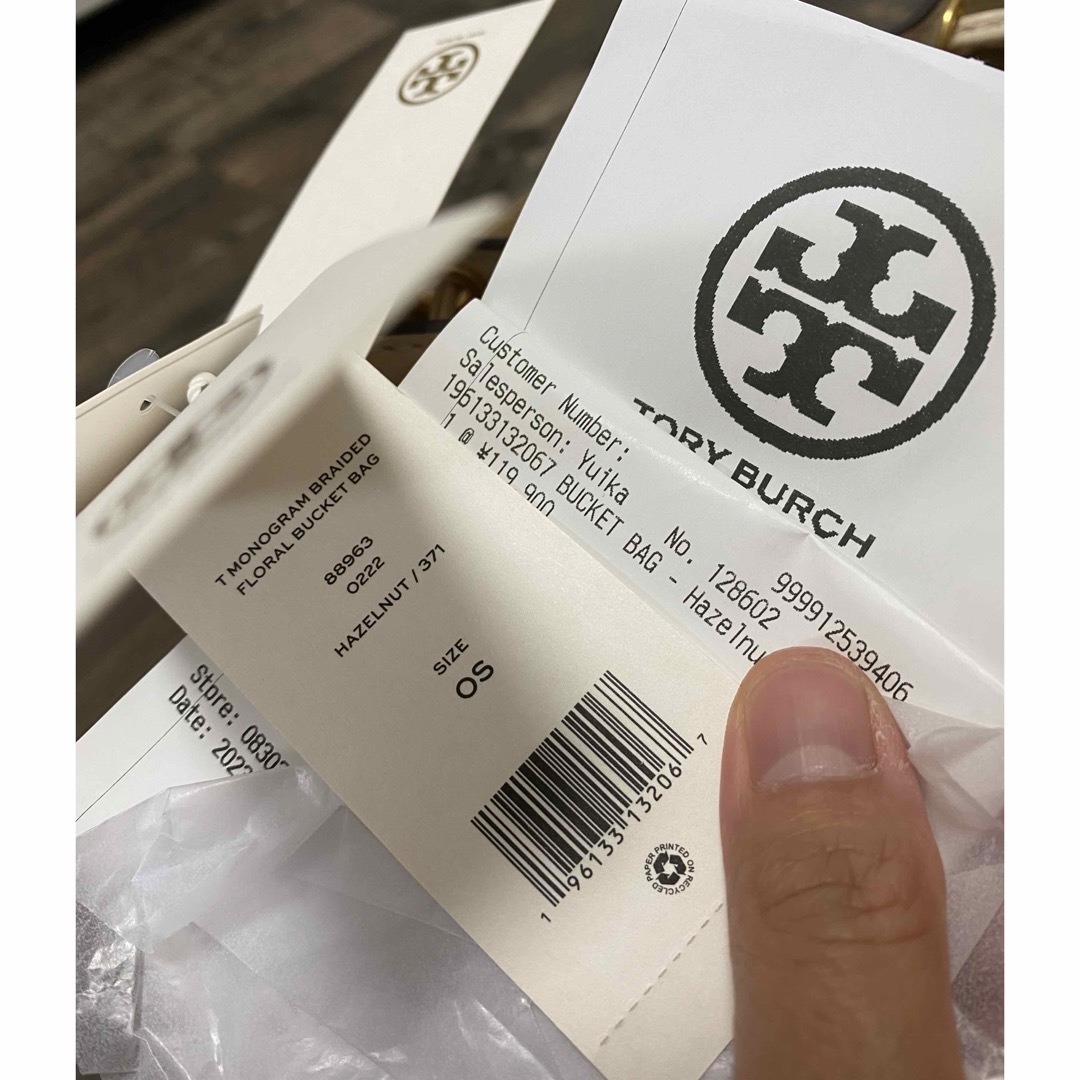 TORY BURCH
Customer Number: 999912539406
Salesperson: Yuika No. 128602
196133132067 BUCKET BAG - Hazelnu
1 @ ¥119,900
T MONOGRAM BRAIDED
FLORAL BUCKET BAG
88963
0222
HAZELNUT / 371
SIZE
OS
1 96133 13206 7
PAPER PRINTED ON RECYCLED
Store: 0830
Date: 202